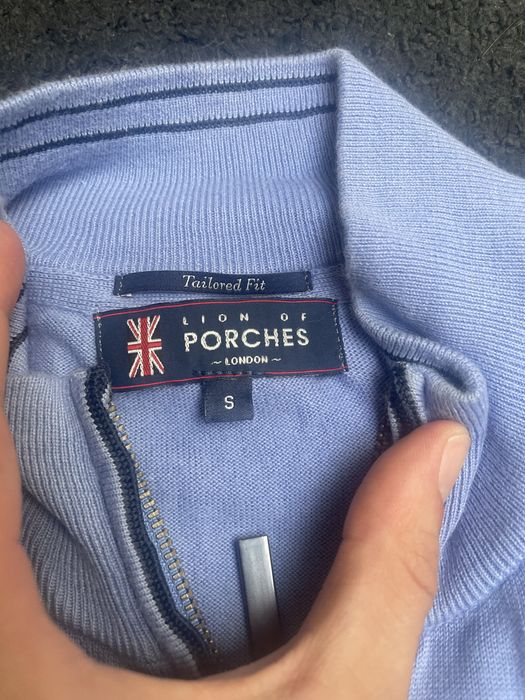 Tailored Fit
LION OF
PORCHES
~ LONDON ~
S